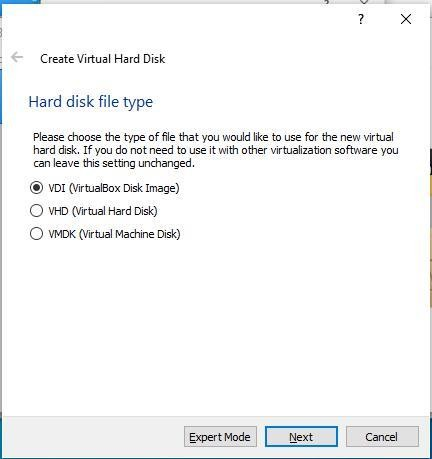 ?
Create Virtual Hard Disk
Hard disk file type
Please choose the type of file that you would like to use for the new virtual
hard disk. If you do not need to use it with other virtualization software you
can leave this setting unchanged.
VDI (VirtualBox Disk Image)
VHD (Virtual Hard Disk)
VMDK (Virtual Machine Disk)
Expert Mode Next Cancel